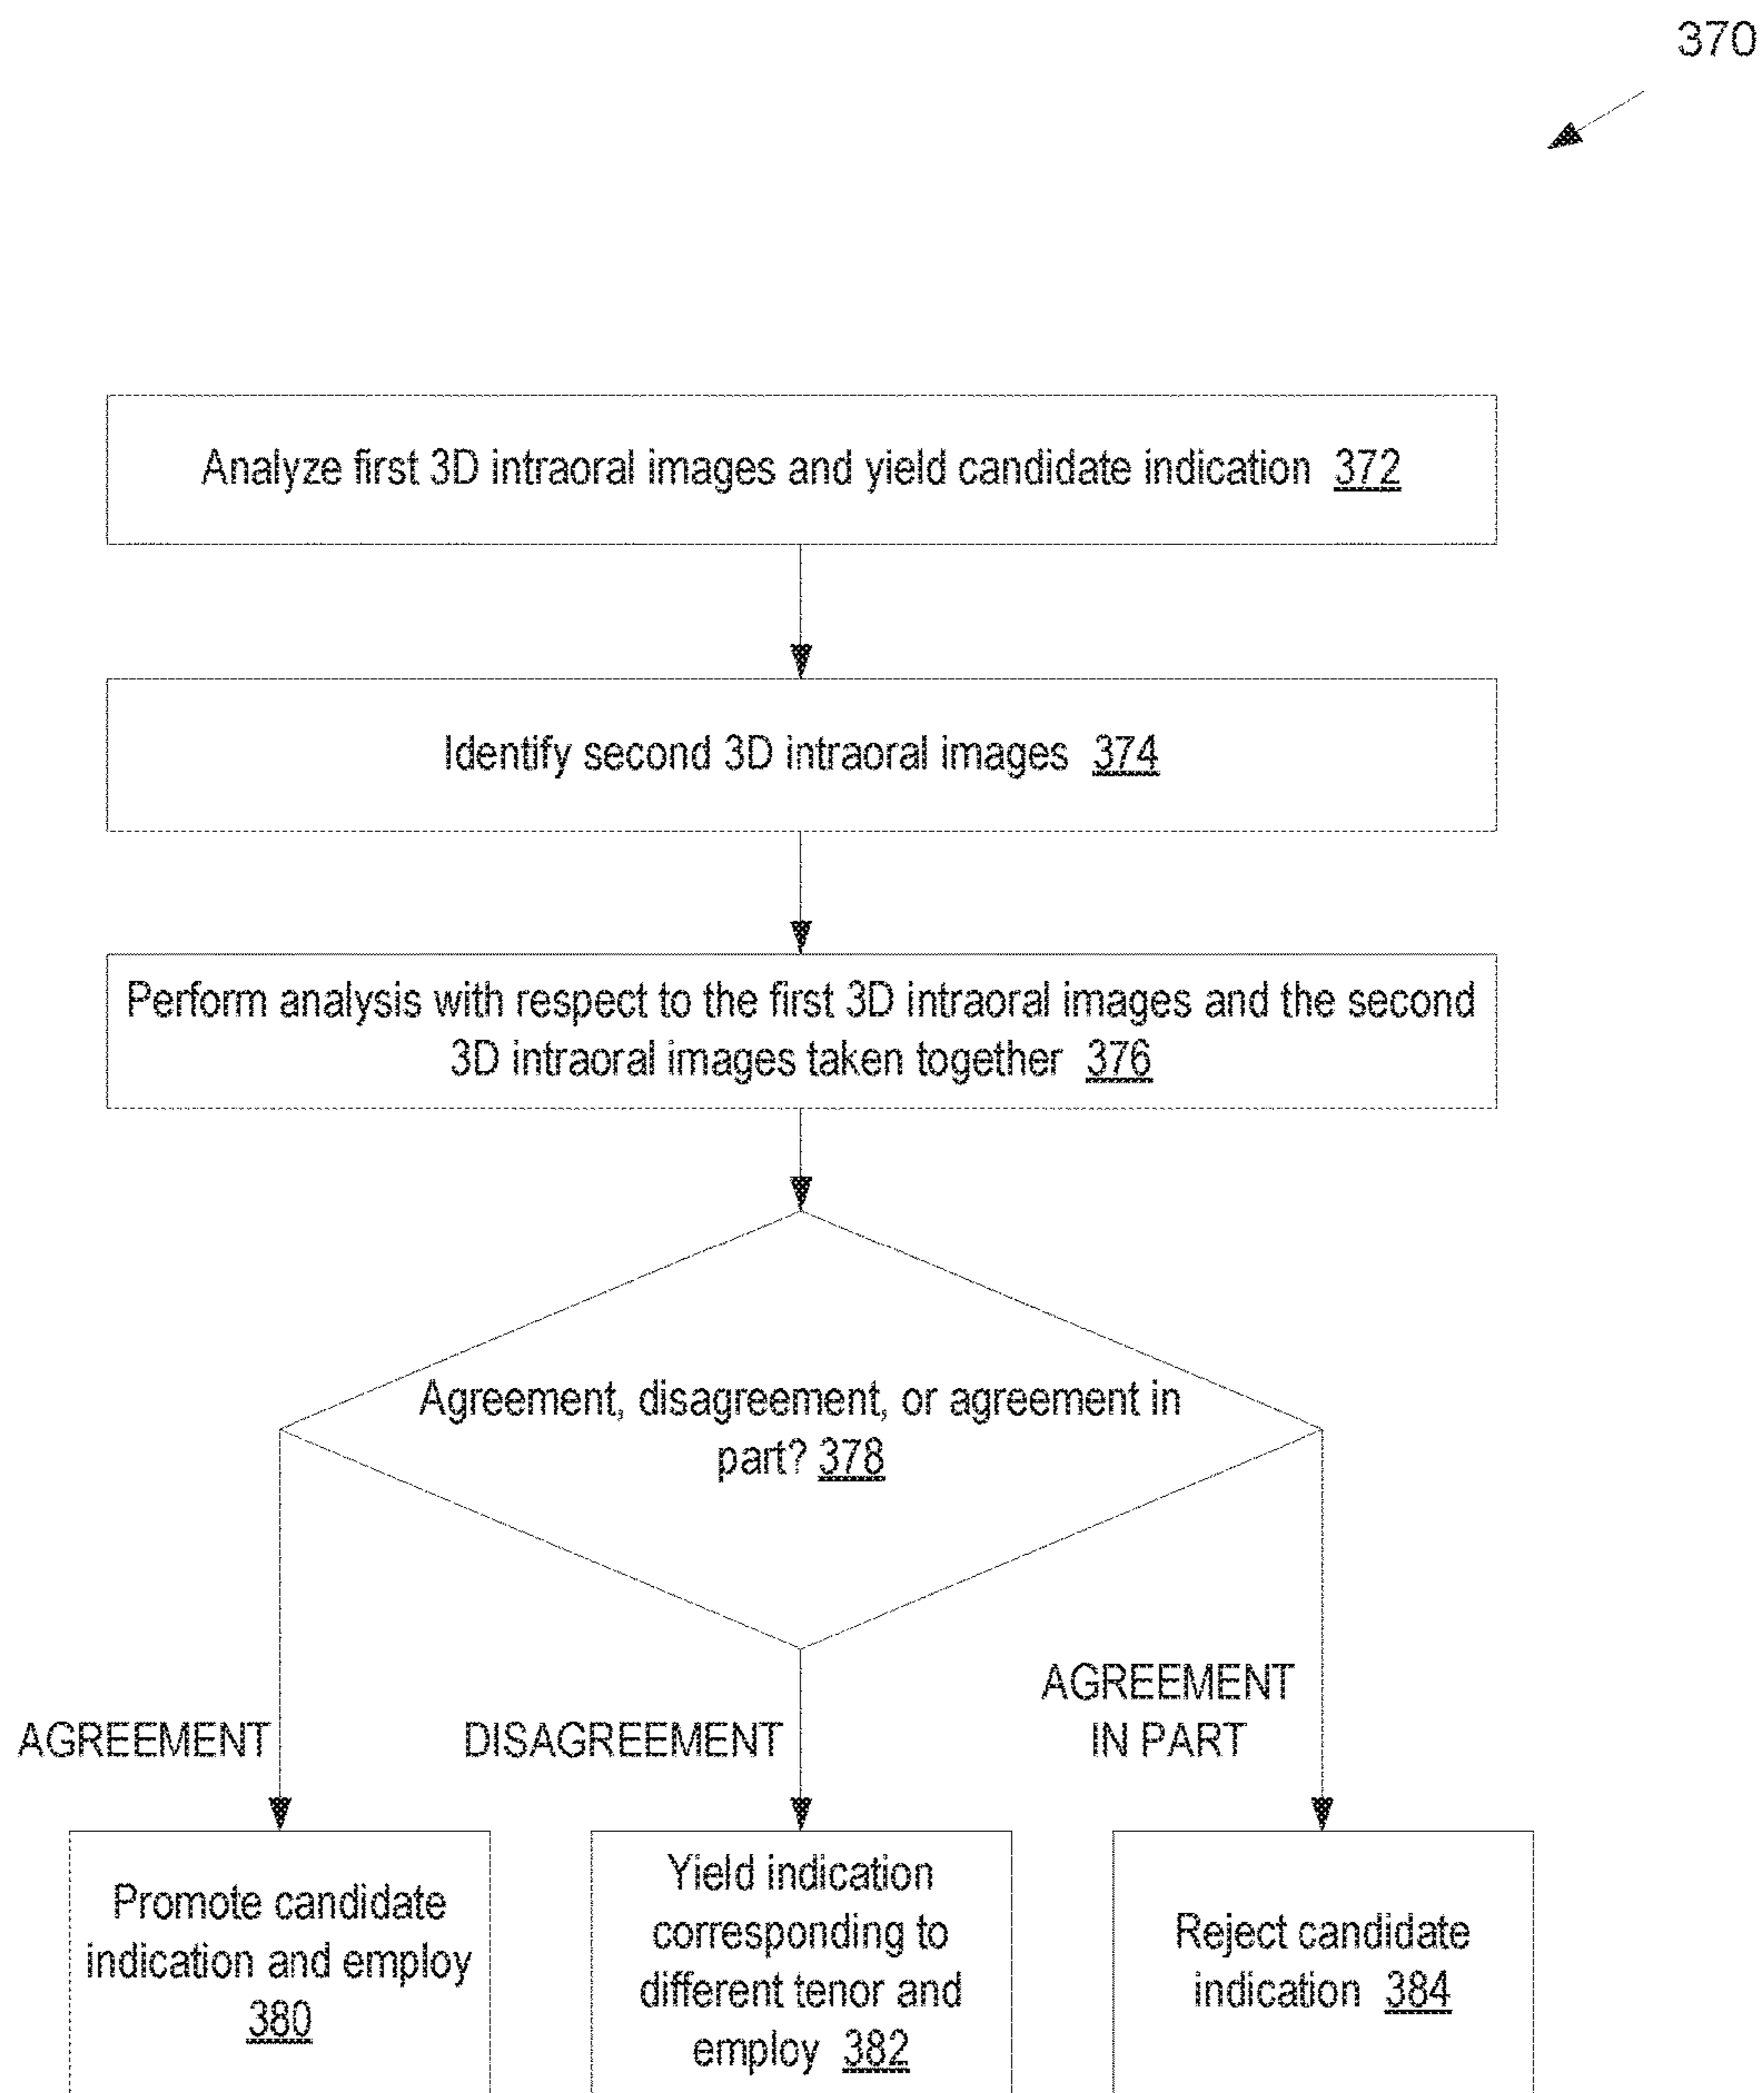 370
Analyze first 3D intraoral images and yield candidate indication 372
Identify second 3D intraoral images 374
Perform analysis with respect to the first 3D intraoral images and the second
3D intraoral images taken together 376
Agreement, disagreement, or agreement in
part? 378
AGREEMENT
DISAGREEMENT
AGREEMENT
IN PART
Promote candidate
indication and employ
380
Yield indication
corresponding to
different tenor and
employ 382
Reject candidate
indication 384